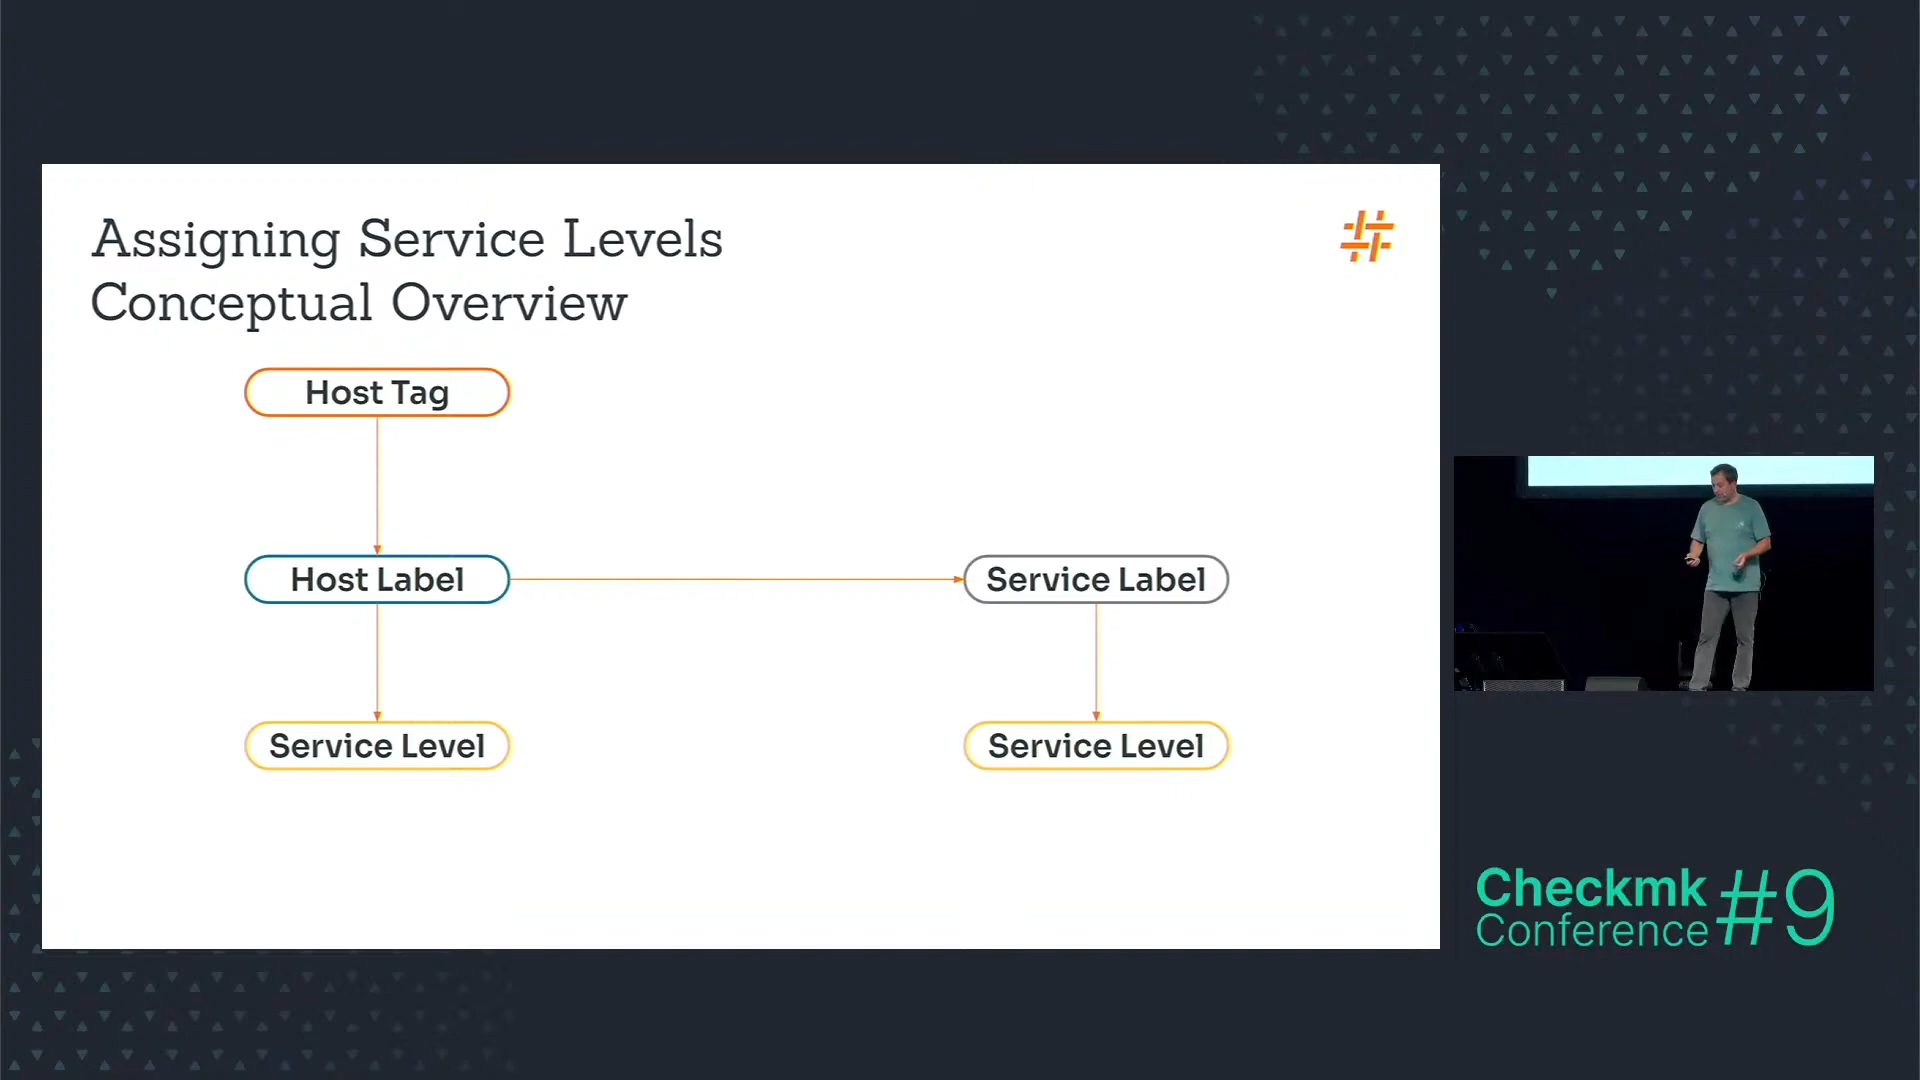 Assigning Service Levels
Conceptual Overview
Host Tag
Host Label
Service Label
Service Level
Service Level
Checkmk
Conference
#9